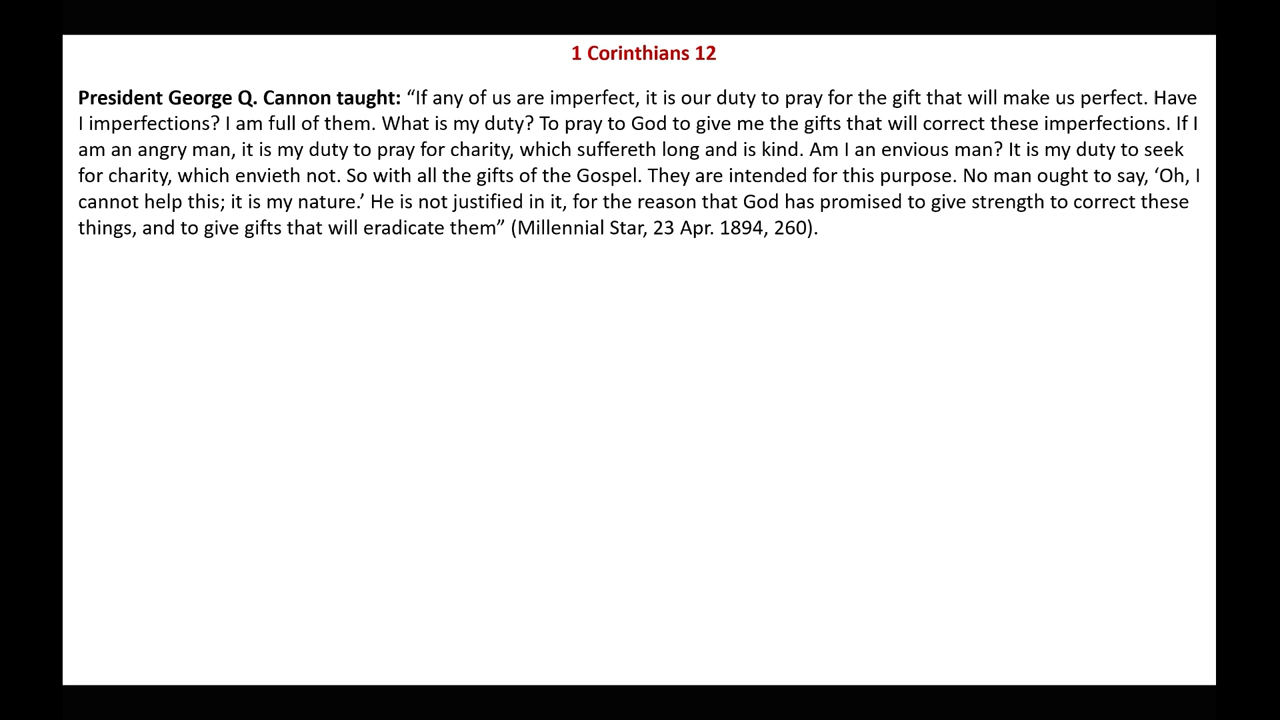 1 Corinthians 12
President George Q. Cannon taught: “If any of us are imperfect, it is our duty to pray for the gift that will make us perfect. Have
I imperfections? I am full of them. What is my duty? To pray to God to give me the gifts that will correct these imperfections. If I
am an angry man, it is my duty to pray for charity, which suffereth long and is kind. Am I an envious man? It is my duty to seek
for charity, which envieth not. So with all the gifts of the Gospel. They are intended for this purpose. No man ought to say, ‘Oh, I
cannot help this; it is my nature.’ He is not justified in it, for the reason that God has promised to give strength to correct these
things, and to give gifts that will eradicate them” (Millennial Star, 23 Apr. 1894, 260).